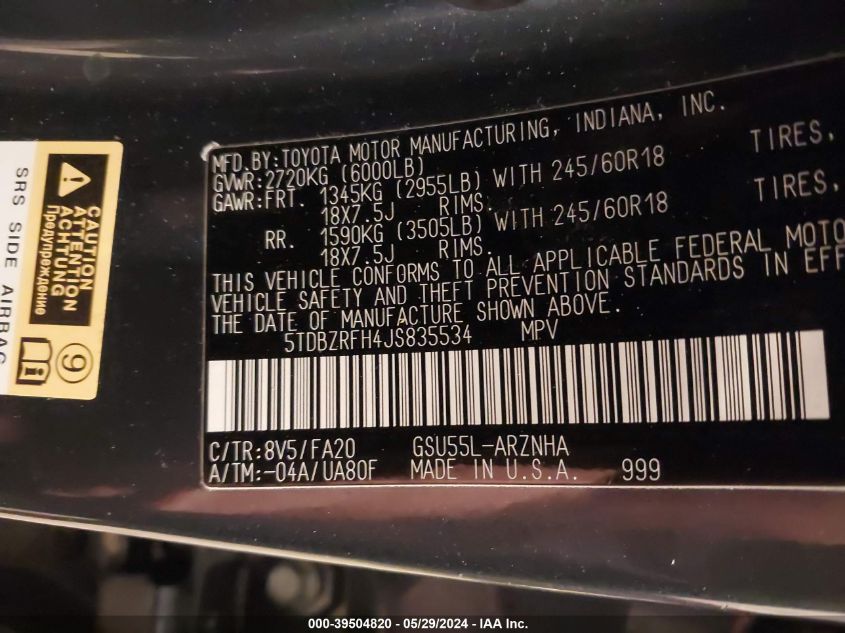 MFD. BY: TOYOTA MOTOR MANUFACTURING, INDIANA, INC.
GVWR: 2720KG (6000LB)
GAWR: FRT. 1345KG (2955LB) WITH 245/60R18 TIRES,
18X7.5J RIMS.
RR. 1590KG (3505LB) WITH 245/60R18 TIRES,
18X7.5J RIMS.
THIS VEHICLE CONFORMS TO ALL APPLICABLE FEDERAL MOTO
VEHICLE SAFETY AND THEFT PREVENTION STANDARDS IN EFF
THE DATE OF MANUFACTURE SHOWN ABOVE.
5TDBZRFH4JS835534 MPV
C/TR: 8V5/FA20 GSU55L-ARZNHA
A/TM: -04A/UA80F MADE IN U.S.A. 999
CAUTION
ATTENTION
ACHTUNG
Предупреждение
SRS SIDE AIRBAG
9
000-39504820 - 05/29/2024 - IAA Inc.